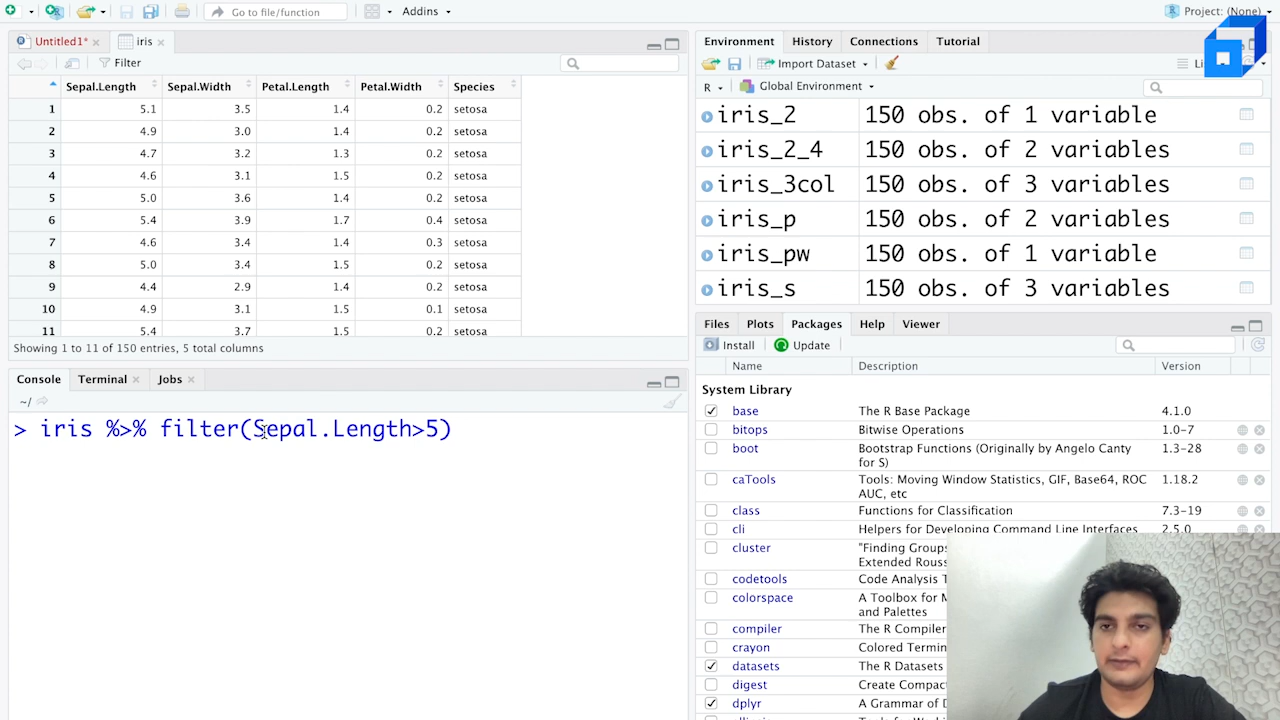 Go to file/function
Addins
Project: (None)
Untitled1*
iris
Filter
Sepal.Length Sepal.Width Petal.Length Petal.Width Species
1 5.1 3.5 1.4 0.2 setosa
2 4.9 3.0 1.4 0.2 setosa
3 4.7 3.2 1.3 0.2 setosa
4 4.6 3.1 1.5 0.2 setosa
5 5.0 3.6 1.4 0.2 setosa
6 5.4 3.9 1.7 0.4 setosa
7 4.6 3.4 1.4 0.3 setosa
8 5.0 3.4 1.5 0.2 setosa
9 4.4 2.9 1.4 0.2 setosa
10 4.9 3.1 1.5 0.1 setosa
11 5.4 3.7 1.5 0.2 setosa
Showing 1 to 11 of 150 entries, 5 total columns
Console Terminal Jobs
~/
> iris %>% filter(Sepal.Length>5)
Environment History Connections Tutorial
Import Dataset
R Global Environment
iris_2 150 obs. of 1 variable
iris_2_4 150 obs. of 2 variables
iris_3col 150 obs. of 3 variables
iris_p 150 obs. of 2 variables
iris_pw 150 obs. of 1 variable
iris_s 150 obs. of 3 variables
Files Plots Packages Help Viewer
Install Update
Name Description Version
System Library
base The R Base Package 4.1.0
bitops Bitwise Operations 1.0-7
boot Bootstrap Functions (Originally by Angelo Canty 1.3-28
for S)
caTools Tools: Moving Window Statistics, GIF, Base64, ROC 1.18.2
AUC, etc
class Functions for Classification 7.3-19
cli Helpers for Developing Command Line Interfaces 2.5.0
cluster "Finding Groups
Extended Rouss
codetools Code Analysis T
colorspace A Toolbox for M
and Palettes
compiler The R Compiler
crayon Colored Termin
datasets The R Datasets
digest Create Compac
dplyr A Grammar of D